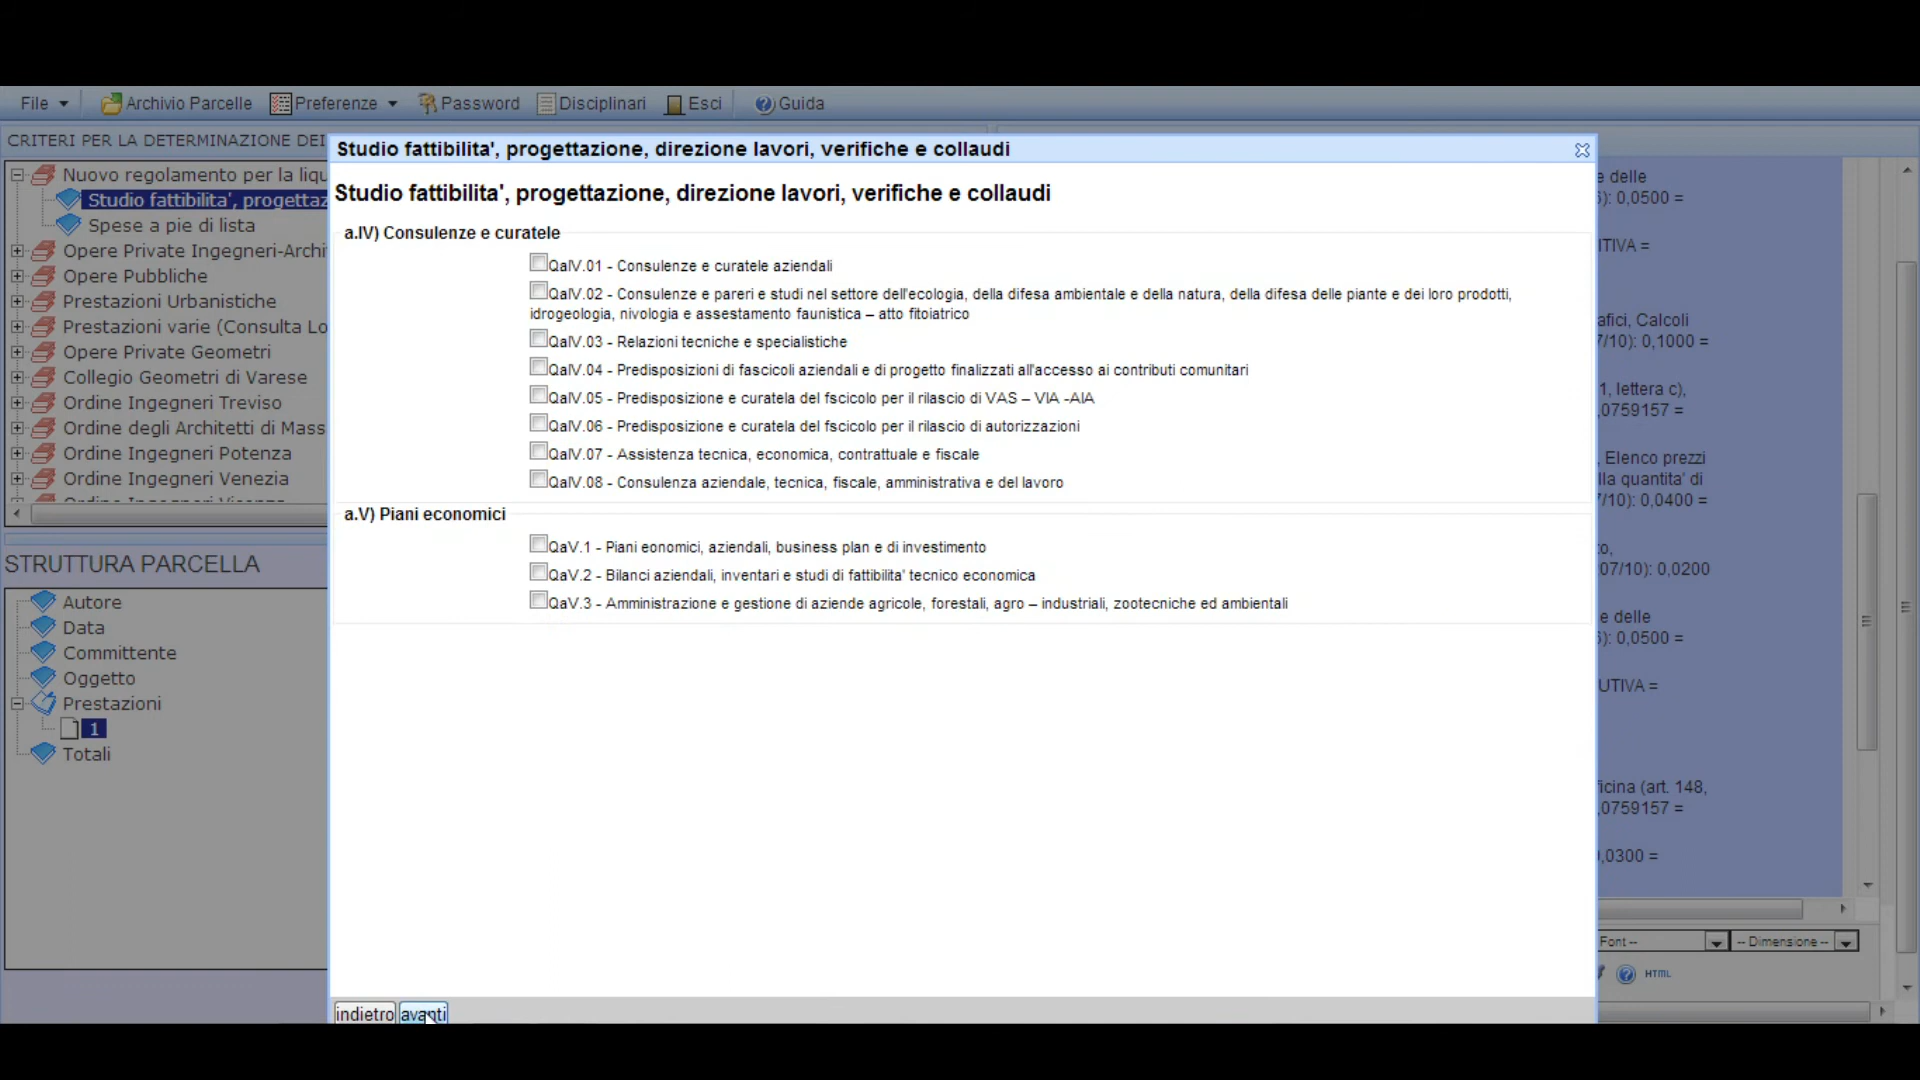 File
Archivio Parcelle
Preferenze
Password
Disciplinari
Esci
Guida
CRITERI PER LA DETERMINAZIONE DEI
Nuovo regolamento per la liqu
Studio fattibilita', progettaz
Spese a pie di lista
Opere Private Ingegneri-Archi
Opere Pubbliche
Prestazioni Urbanistiche
Prestazioni varie (Consulta Lo
Opere Private Geometri
Collegio Geometri di Varese
Ordine Ingegneri Treviso
Ordine degli Architetti di Mass
Ordine Ingegneri Potenza
Ordine Ingegneri Venezia
STRUTTURA PARCELLA
Autore
Data
Committente
Oggetto
Prestazioni
1
Totali
Studio fattibilita', progettazione, direzione lavori, verifiche e collaudi
Studio fattibilita', progettazione, direzione lavori, verifiche e collaudi
a.IV) Consulenze e curatele
QaIV.01 - Consulenze e curatele aziendali
QaIV.02 - Consulenze e pareri e studi nel settore dell'ecologia, della difesa ambientale e della natura, della difesa delle piante e dei loro prodotti,
idrogeologia, nivologia e assestamento faunistica – atto fitoiatrico
QaIV.03 - Relazioni tecniche e specialistiche
QaIV.04 - Predisposizioni di fascicoli aziendali e di progetto finalizzati all'accesso ai contributi comunitari
QaIV.05 - Predisposizione e curatela del fscicolo per il rilascio di VAS – VIA -AIA
QaIV.06 - Predisposizione e curatela del fscicolo per il rilascio di autorizzazioni
QaIV.07 - Assistenza tecnica, economica, contrattuale e fiscale
QaIV.08 - Consulenza aziendale, tecnica, fiscale, amministrativa e del lavoro
a.V) Piani economici
QaV.1 - Piani eonomici, aziendali, business plan e di investimento
QaV.2 - Bilanci aziendali, inventari e studi di fattibilita' tecnico economica
QaV.3 - Amministrazione e gestione di aziende agricole, forestali, agro – industriali, zootecniche ed ambientali
indietro
avanti
e delle
): 0,0500 =
ITIVA =
afici, Calcoli
7/10): 0,1000 =
1, lettera c),
,0759157 =
, Elenco prezzi
lla quantita' di
7/10): 0,0400 =
o,
07/10): 0,0200
e delle
): 0,0500 =
UTIVA =
ficina (art. 148,
,0759157 =
,0300 =
Font --
-- Dimensione --
HTML